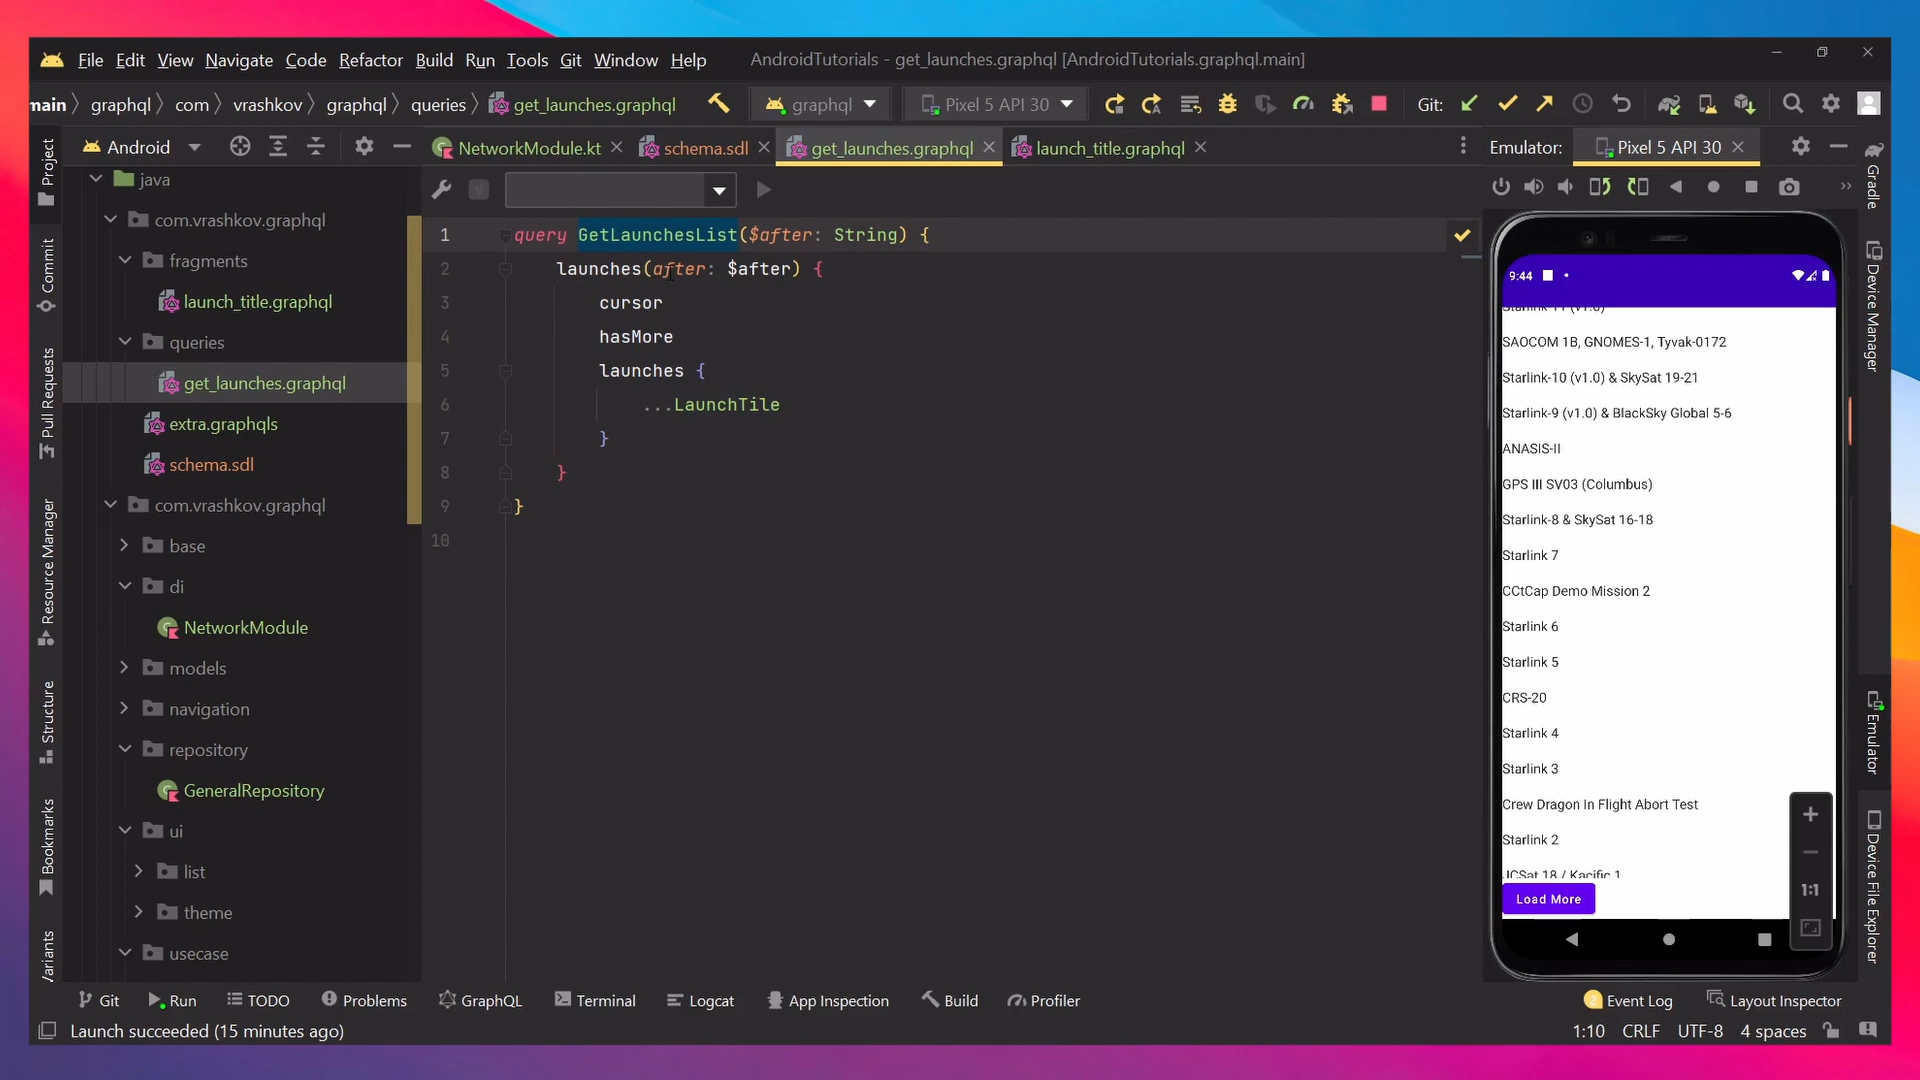 File Edit View Navigate Code Refactor Build Run Tools Git Window Help AndroidTutorials - get_launches.graphql [AndroidTutorials.graphql.main]
main graphql com vrashkov graphql queries get_launches.graphql graphql Pixel 5 API 30 Git:
Project
Commit
Pull Requests
Resource Manager
Structure
Bookmarks
Android
java
com.vrashkov.graphql
fragments
launch_title.graphql
queries
get_launches.graphql
extra.graphqls
schema.sdl
com.vrashkov.graphql
base
di
NetworkModule
models
navigation
repository
GeneralRepository
ui
list
theme
usecase
NetworkModule.kt schema.sdl get_launches.graphql launch_title.graphql
1 query GetLaunchesList($after: String) {
2 launches(after: $after) {
3 cursor
4 hasMore
5 launches {
6 ...LaunchTile
7 }
8 }
9 }
10
Emulator: Pixel 5 API 30
9:44
Starlink-11 (v1.0)
SAOCOM 1B, GNOMES-1, Tyvak-0172
Starlink-10 (v1.0) & SkySat 19-21
Starlink-9 (v1.0) & BlackSky Global 5-6
ANASIS-II
GPS III SV03 (Columbus)
Starlink-8 & SkySat 16-18
Starlink 7
CCtCap Demo Mission 2
Starlink 6
Starlink 5
CRS-20
Starlink 4
Starlink 3
Crew Dragon In Flight Abort Test
Starlink 2
JCSat 18 / Kacific 1
Load More
1:1
Gradle
Device Manager
Emulator
Device File Explorer
Git Run TODO Problems GraphQL Terminal Logcat App Inspection Build Profiler 2 Event Log Layout Inspector
Launch succeeded (15 minutes ago) 1:10 CRLF UTF-8 4 spaces